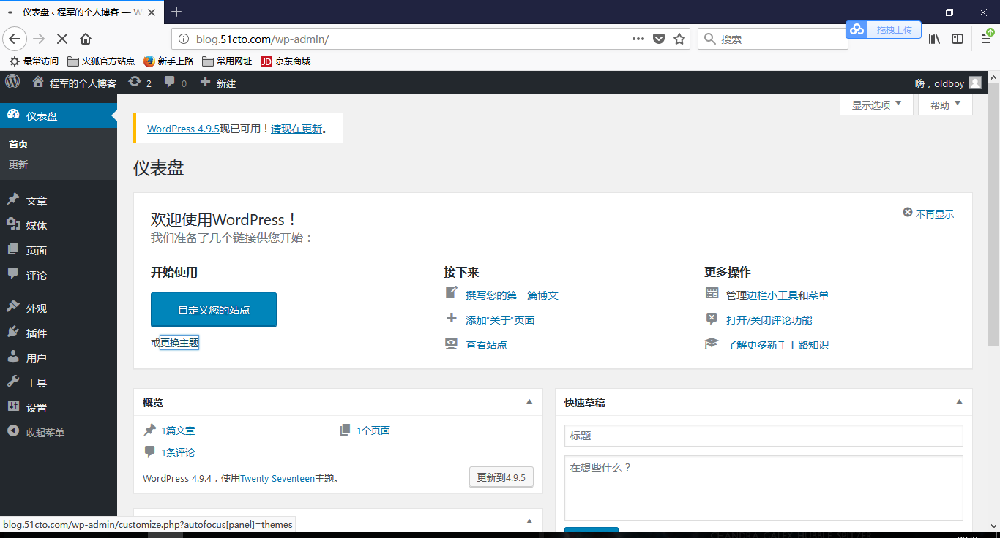 仪表盘 ‹ 程军的个人博客 — W
blog.51cto.com/wp-admin/
搜索
拖拽上传
最常访问 火狐官方站点 新手上路 常用网址 JD 京东商城
程军的个人博客 2 0 新建
嗨，oldboy
仪表盘
首页
更新
文章
媒体
页面
评论
外观
插件
用户
工具
设置
收起菜单
显示选项
帮助
WordPress 4.9.5现已可用！请现在更新。
仪表盘
欢迎使用WordPress！
不再显示
我们准备了几个链接供您开始：
开始使用
自定义您的站点
或更换主题
接下来
撰写您的第一篇博文
添加“关于”页面
查看站点
更多操作
管理边栏小工具和菜单
打开/关闭评论功能
了解更多新手上路知识
概览
1篇文章
1个页面
1条评论
WordPress 4.9.4，使用Twenty Seventeen主题。
更新到4.9.5
快速草稿
标题
在想些什么？
blog.51cto.com/wp-admin/customize.php?autofocus[panel]=themes